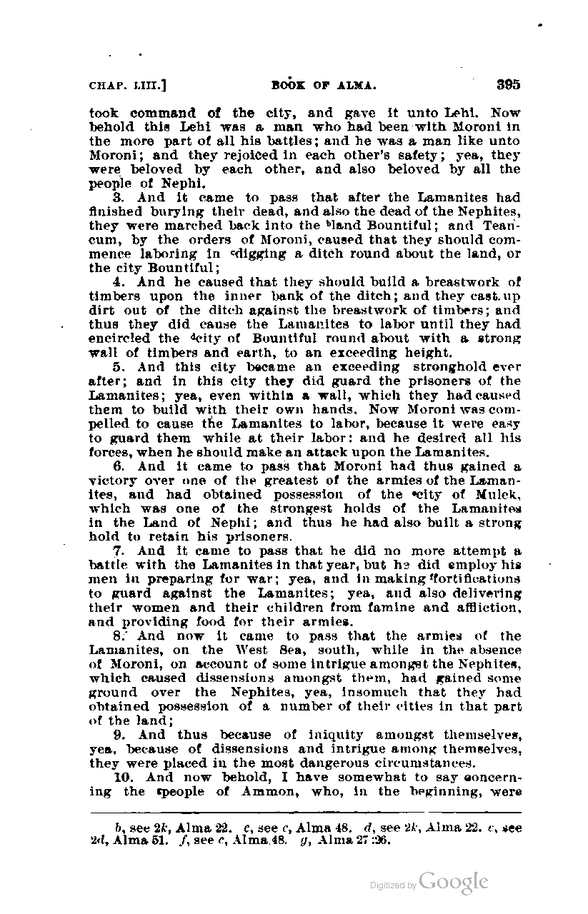 CHAP. LIII.] BOOK OF ALMA. 395
took command of the city, and gave it unto Lehi. Now
behold this Lehi was a man who had been with Moroni in
the more part of all his battles; and he was a man like unto
Moroni; and they rejoiced in each other's safety; yea, they
were beloved by each other, and also beloved by all the
people of Nephi.
3. And it came to pass that after the Lamanites had
finished burying their dead, and also the dead of the Nephites,
they were marched back into the ᵇland Bountiful; and Tean-
cum, by the orders of Moroni, caused that they should com-
mence laboring in ᶜdigging a ditch round about the land, or
the city Bountiful;
4. And he caused that they should build a breastwork of
timbers upon the inner bank of the ditch; and they cast up
dirt out of the ditch against the breastwork of timbers; and
thus they did cause the Lamanites to labor until they had
encircled the ᵈcity of Bountiful round about with a strong
wall of timbers and earth, to an exceeding height.
5. And this city became an exceeding stronghold ever
after; and in this city they did guard the prisoners of the
Lamanites; yea, even within a wall, which they had caused
them to build with their own hands. Now Moroni was com-
pelled to cause the Lamanites to labor, because it were easy
to guard them while at their labor; and he desired all his
forces, when he should make an attack upon the Lamanites.
6. And it came to pass that Moroni had thus gained a
victory over one of the greatest of the armies of the Laman-
ites, and had obtained possession of the ᵉcity of Mulek,
which was one of the strongest holds of the Lamanites
in the Land of Nephi; and thus he had also built a strong
hold to retain his prisoners.
7. And it came to pass that he did no more attempt a
battle with the Lamanites in that year, but he did employ his
men in preparing for war; yea, and in making ᶠfortifications
to guard against the Lamanites; yea, and also delivering
their women and their children from famine and affliction,
and providing food for their armies.
8. And now it came to pass that the armies of the
Lamanites, on the West Sea, south, while in the absence
of Moroni, on account of some intrigue amongst the Nephites,
which caused dissensions amongst them, had gained some
ground over the Nephites, yea, insomuch that they had
obtained possession of a number of their cities in that part
of the land;
9. And thus because of iniquity amongst themselves,
yea, because of dissensions and intrigue among themselves,
they were placed in the most dangerous circumstances.
10. And now behold, I have somewhat to say concern-
ing the ᵍpeople of Ammon, who, in the beginning, were
b, see 2k, Alma 22. c, see c, Alma 48. d, see 2k, Alma 22. e, see
2d, Alma 51. f, see c, Alma 48. g, Alma 27:26.
Digitized by Google